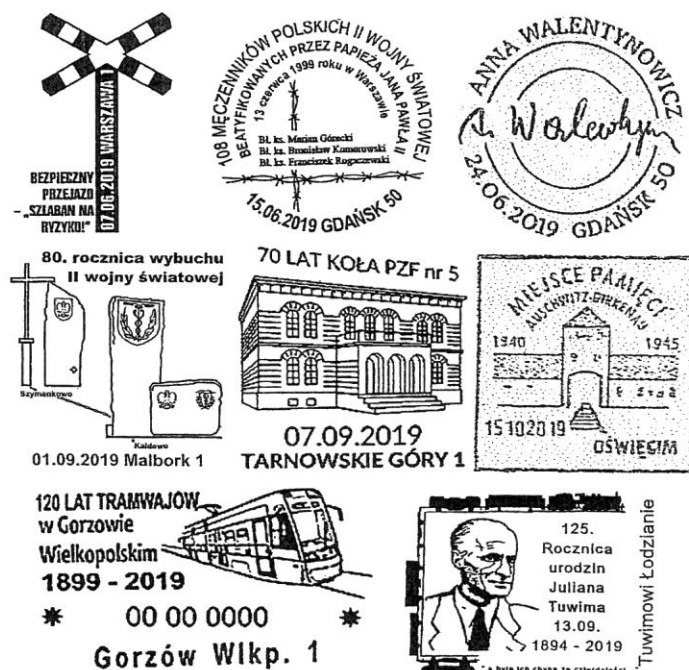 BEZPIECZNY
PRZEJAZD
– „SZLABAN NA
RYZYKO!"
07.06.2019 WARSZAWA 1
108 MĘCZENNIKÓW POLSKICH II WOJNY ŚWIATOWEJ
BEATYFIKOWANYCH PRZEZ PAPIEŻA JANA PAWŁA II
13 czerwca 1999 roku w Warszawie
Bł. ks. Marian Górecki
Bł. ks. Bronisław Komorowski
Bł. ks. Franciszek Rogaczewski
15.06.2019 GDAŃSK 50
ANNA WALENTYNOWICZ
24.06.2019 GDAŃSK 50
80. rocznica wybuchu
II wojny światowej
Szymankowo
Kałdowo
01.09.2019 Malbork 1
70 LAT KOŁA PZF nr 5
07.09.2019
TARNOWSKIE GÓRY 1
MIEJSCE PAMIĘCI
AUSCHWITZ-BIRKENAU
1940 1945
15102019
OŚWIĘCIM
120 LAT TRAMWAJÓW
w Gorzowie
Wielkopolskim
1899 - 2019
00 00 0000
Gorzów Wlkp. 1
125.
Rocznica
urodzin
Juliana
Tuwima
13.09.
1894 - 2019
Tuwimowi Łodzianie